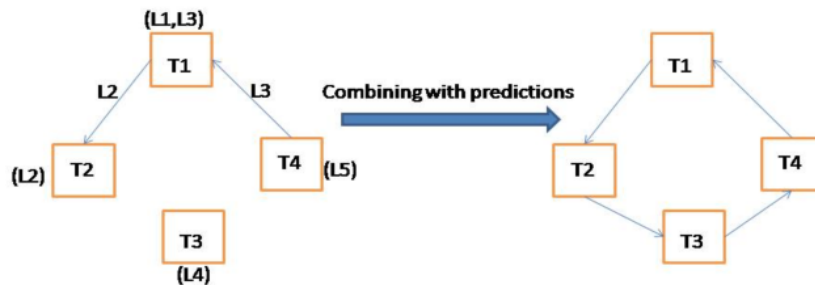 (L1,L3)
T1
L2
L3
(L2)
T2
T4
(L5)
T3
(L4)
Combining with predictions
T1
T2
T4
T3